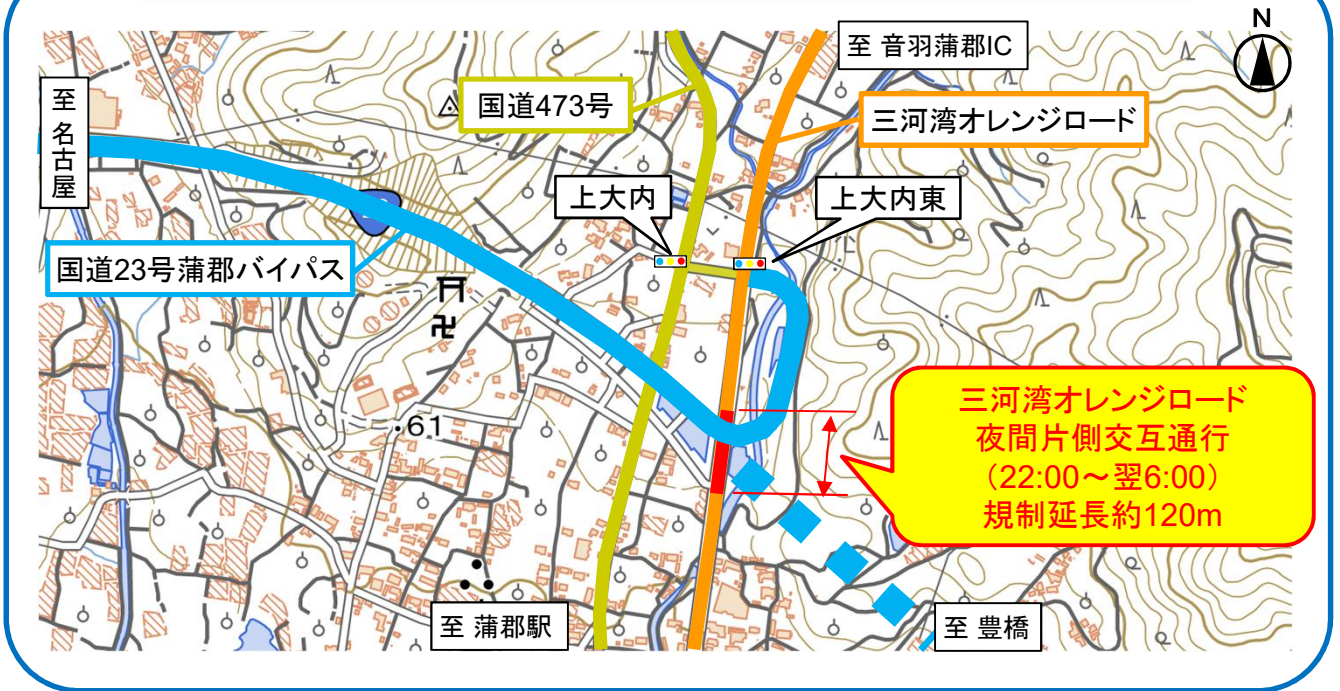 N
至 音羽蒲郡IC
至 名古屋
国道473号
三河湾オレンジロード
上大内
上大内東
国道23号蒲郡バイパス
三河湾オレンジロード
夜間片側交互通行
（22:00～翌6:00）
規制延長約120m
61
至 蒲郡駅
至 豊橋